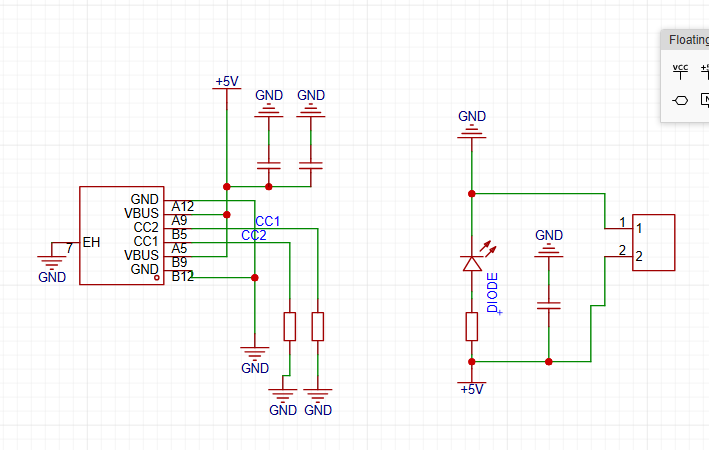 Floating
VCC
+5V
GND GND
GND
GND A12
VBUS A9
CC2 B5
CC1 A5
VBUS B9
GND B12
EH
7
GND
CC1
CC2
GND
GND
GND
GND
1 1
2 2
DIODE
+
+5V